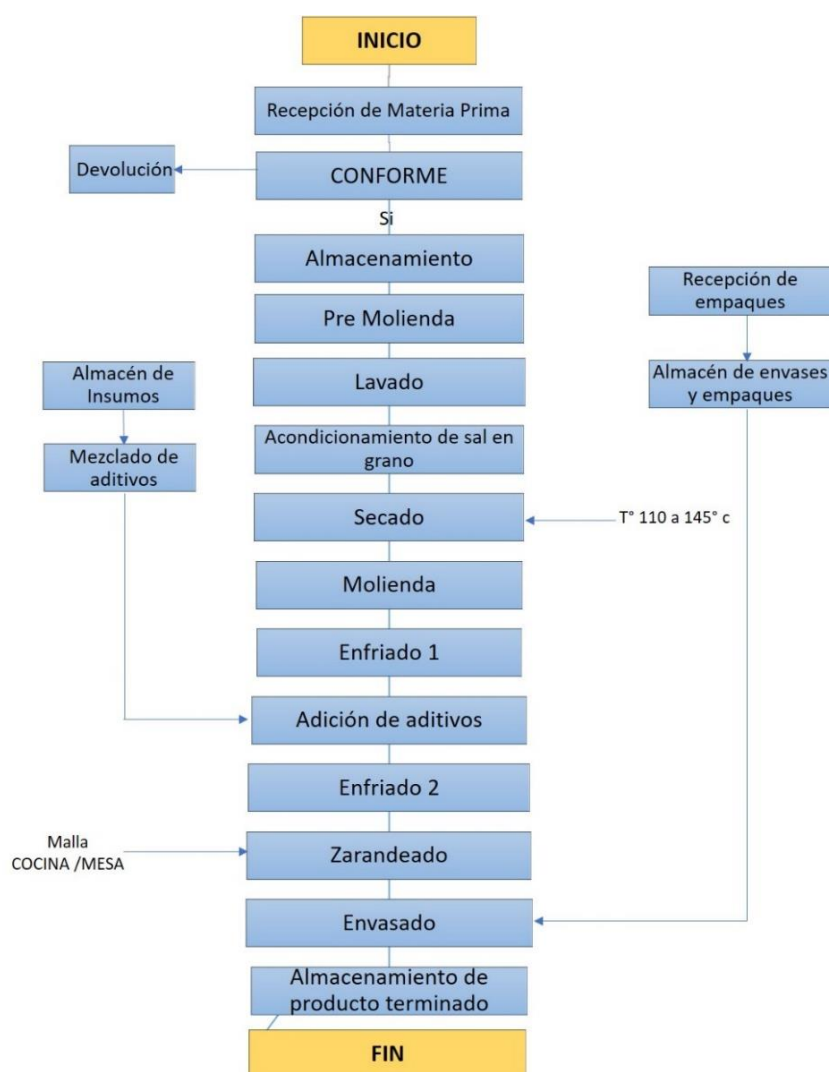 INICIO
Recepción de Materia Prima
Devolución
CONFORME
Si
Almacenamiento
Recepción de
empaques
Pre Molienda
Almacén de
Insumos
Lavado
Almacén de envases
y empaques
Mezclado de
aditivos
Acondicionamiento de sal en
grano
Secado
T° 110 a 145° c
Molienda
Enfriado 1
Adición de aditivos
Enfriado 2
Malla
COCINA /MESA
Zarandeado
Envasado
Almacenamiento de
producto terminado
FIN